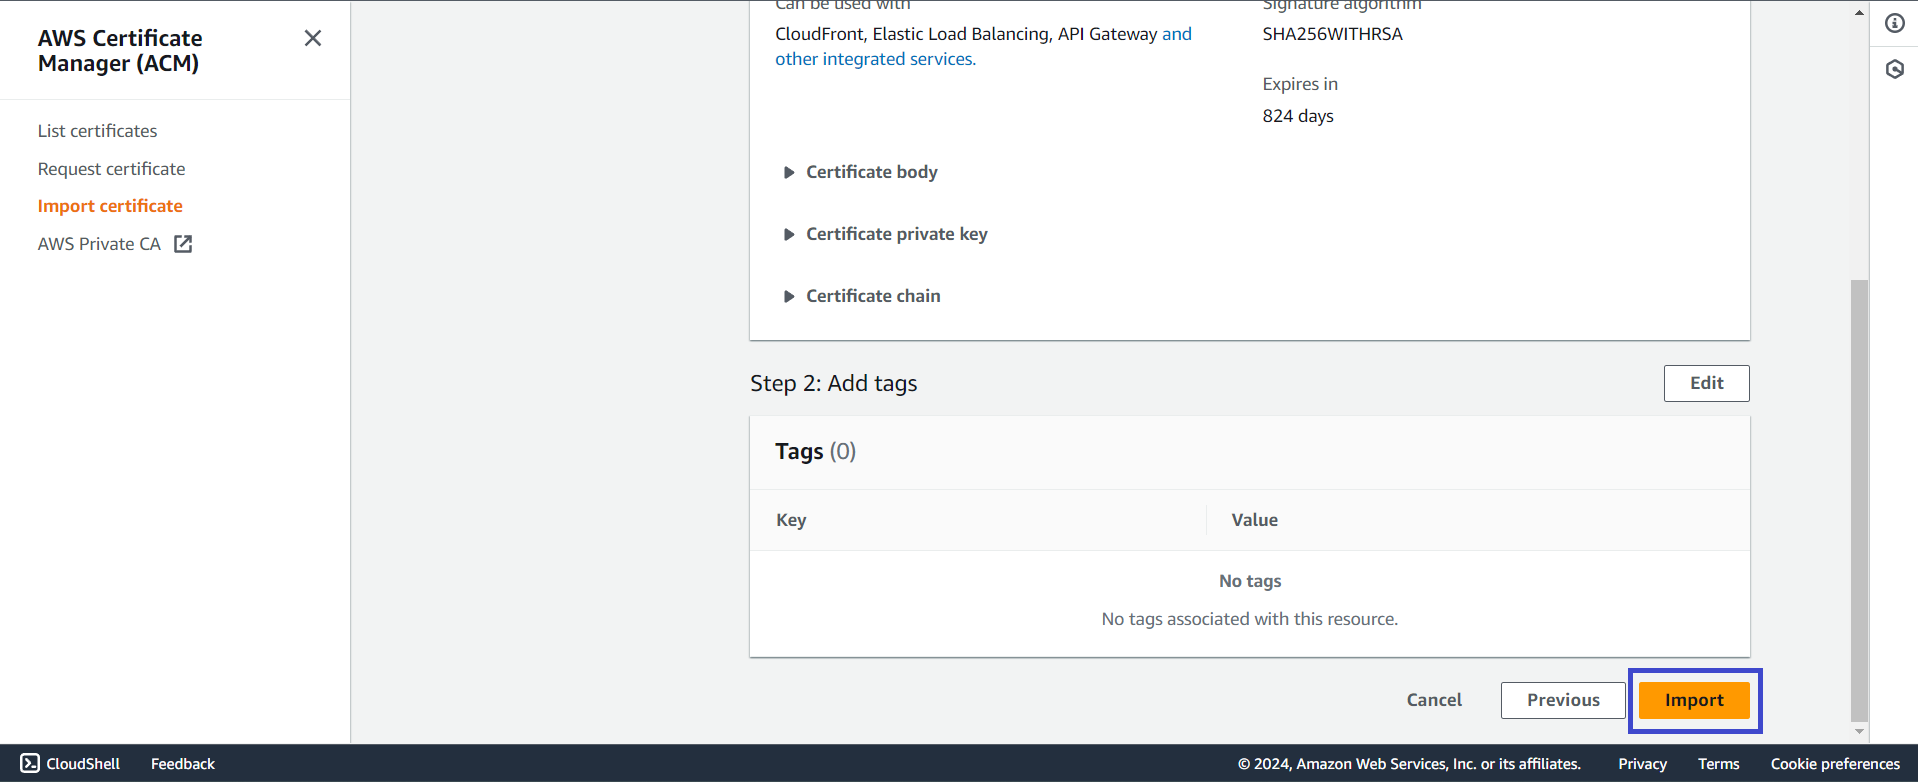 AWS Certificate
Manager (ACM)
List certificates
Request certificate
Import certificate
AWS Private CA
Can be used with
CloudFront, Elastic Load Balancing, API Gateway and
other integrated services.
Signature algorithm
SHA256WITHRSA
Expires in
824 days
Certificate body
Certificate private key
Certificate chain
Step 2: Add tags
Edit
Tags (0)
Key
Value
No tags
No tags associated with this resource.
Cancel
Previous
Import
CloudShell
Feedback
© 2024, Amazon Web Services, Inc. or its affiliates.
Privacy
Terms
Cookie preferences